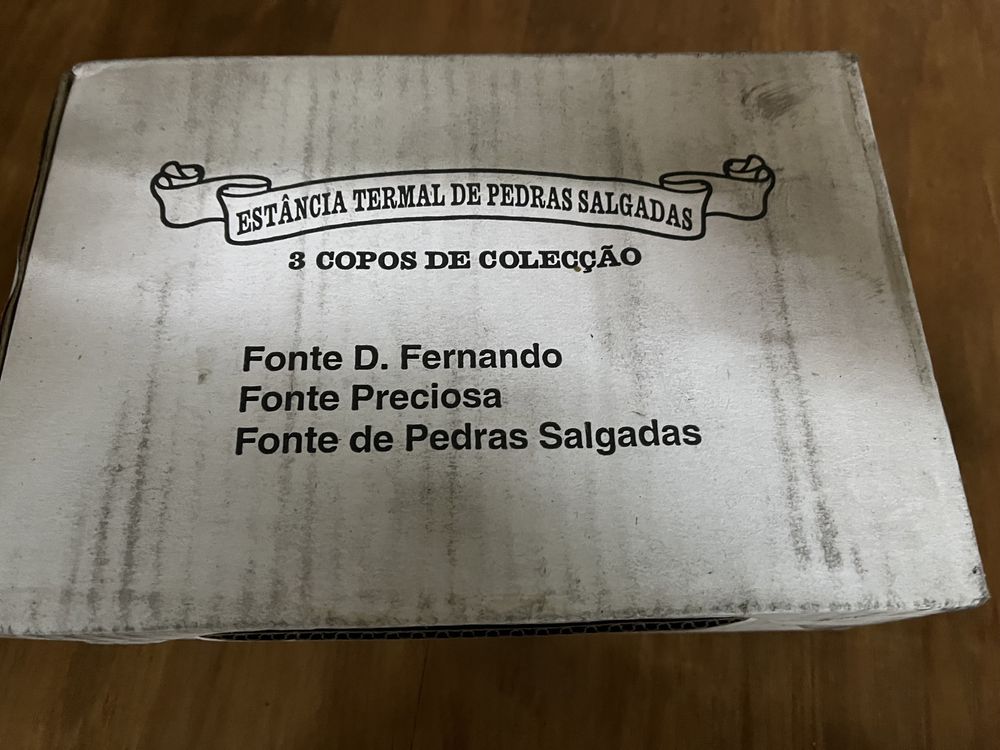 ESTÂNCIA TERMAL DE PEDRAS SALGADAS
3 COPOS DE COLECÇÃO
Fonte D. Fernando
Fonte Preciosa
Fonte de Pedras Salgadas